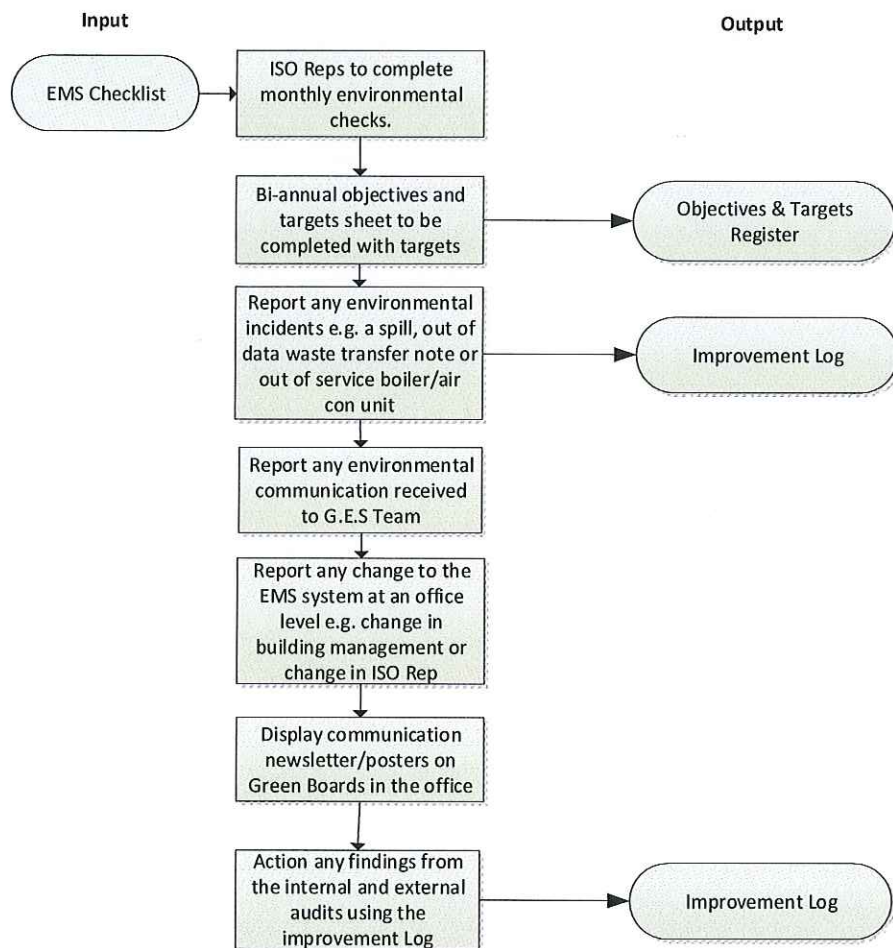 Input
Output
EMS Checklist
ISO Reps to complete
monthly environmental
checks.
Bi-annual objectives and
targets sheet to be
completed with targets
Objectives & Targets
Register
Report any environmental
incidents e.g. a spill, out of
data waste transfer note or
out of service boiler/air
con unit
Improvement Log
Report any environmental
communication received
to G.E.S Team
Report any change to the
EMS system at an office
level e.g. change in
building management or
change in ISO Rep
Display communication
newsletter/posters on
Green Boards in the office
Action any findings from
the internal and external
audits using the
improvement Log
Improvement Log